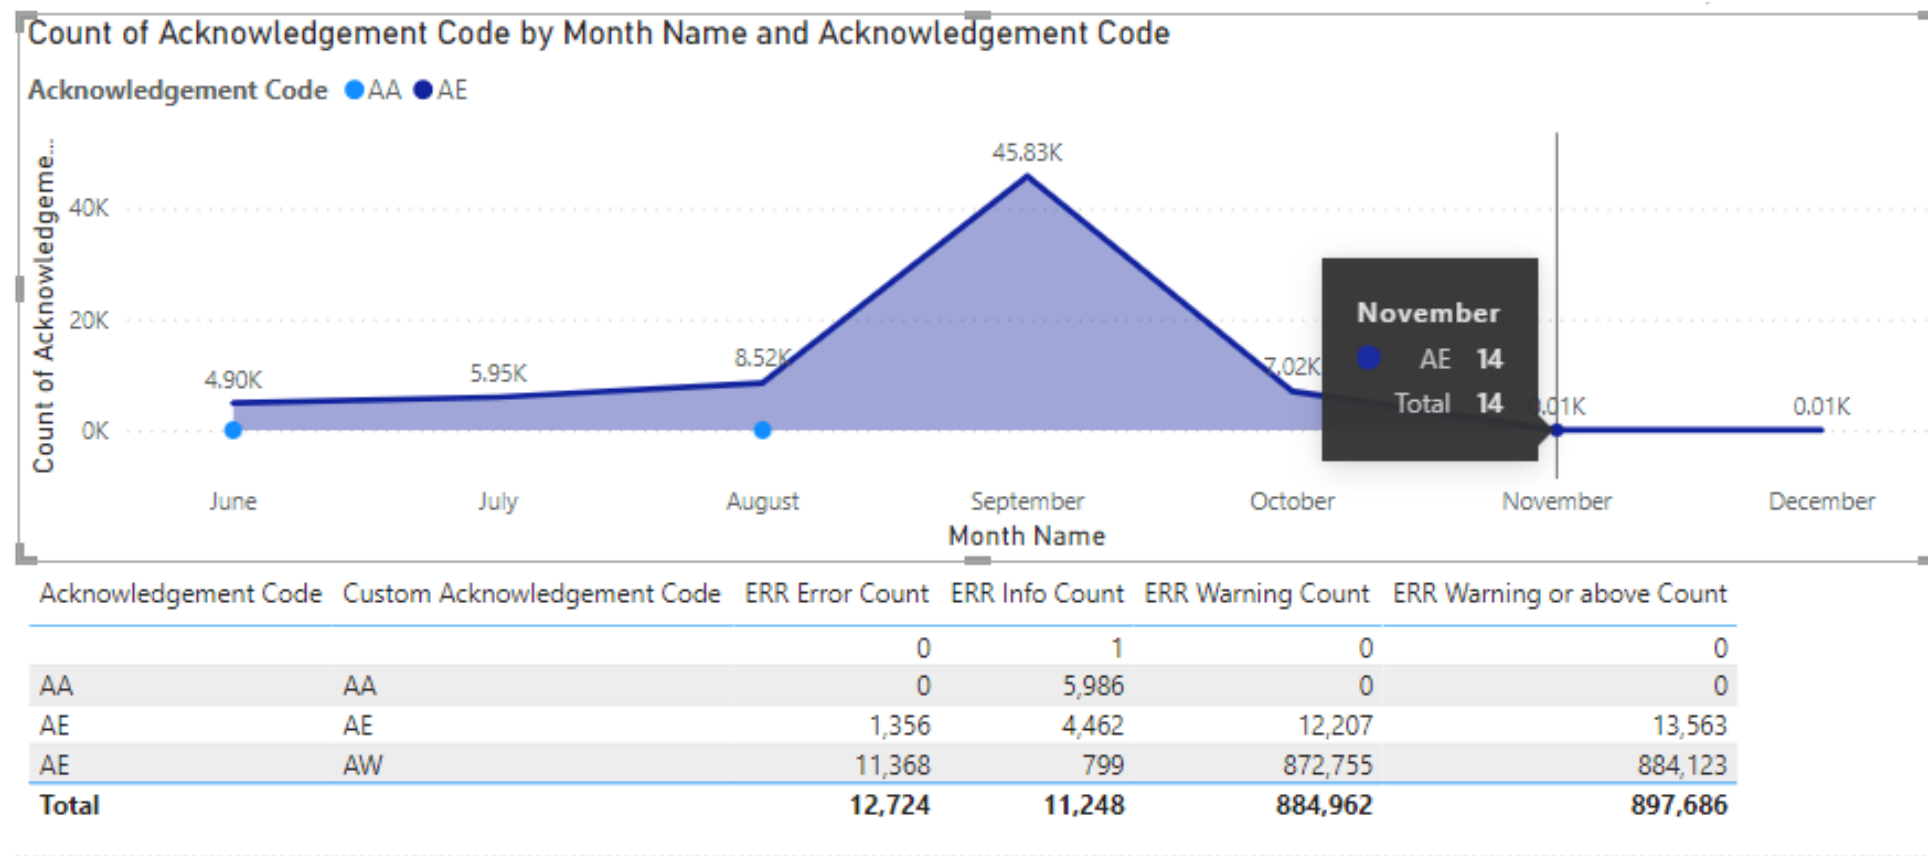 Count of Acknowledgement Code by Month Name and Acknowledgement Code
Acknowledgement Code AA AE
Count of Acknowledgeme...
45.83K
40K
20K
0K
4.90K 5.95K 8.52K 7.02K 0.01K 0.01K
November
AE 14
Total 14
June July August September October November December
Month Name
Acknowledgement Code Custom Acknowledgement Code ERR Error Count ERR Info Count ERR Warning Count ERR Warning or above Count
0 1 0 0
AA AA 0 5,986 0 0
AE AE 1,356 4,462 12,207 13,563
AE AW 11,368 799 872,755 884,123
Total 12,724 11,248 884,962 897,686